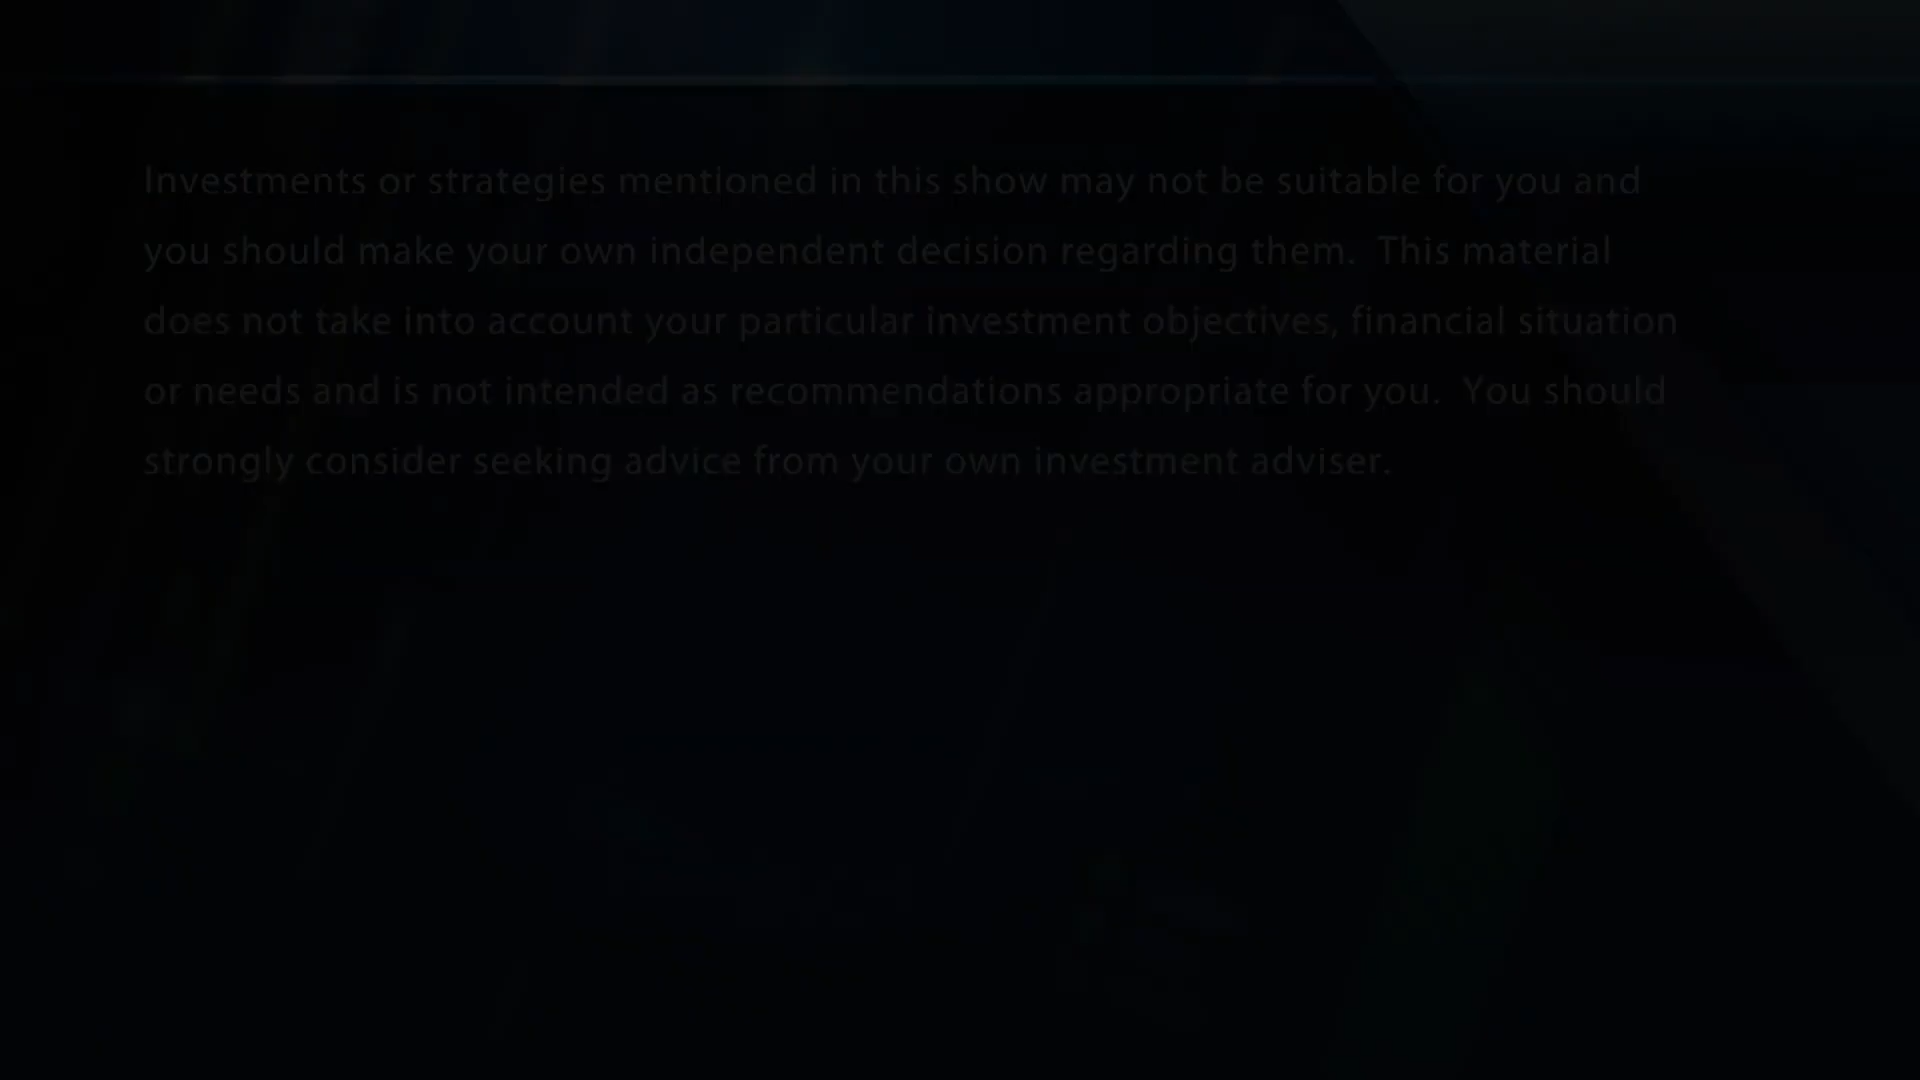 Investments or strategies mentioned in this show may not be suitable for you and
you should make your own independent decision regarding them.  This material
does not take into account your particular investment objectives, financial situation
or needs and is not intended as recommendations appropriate for you.  You should
strongly consider seeking advice from your own investment adviser.